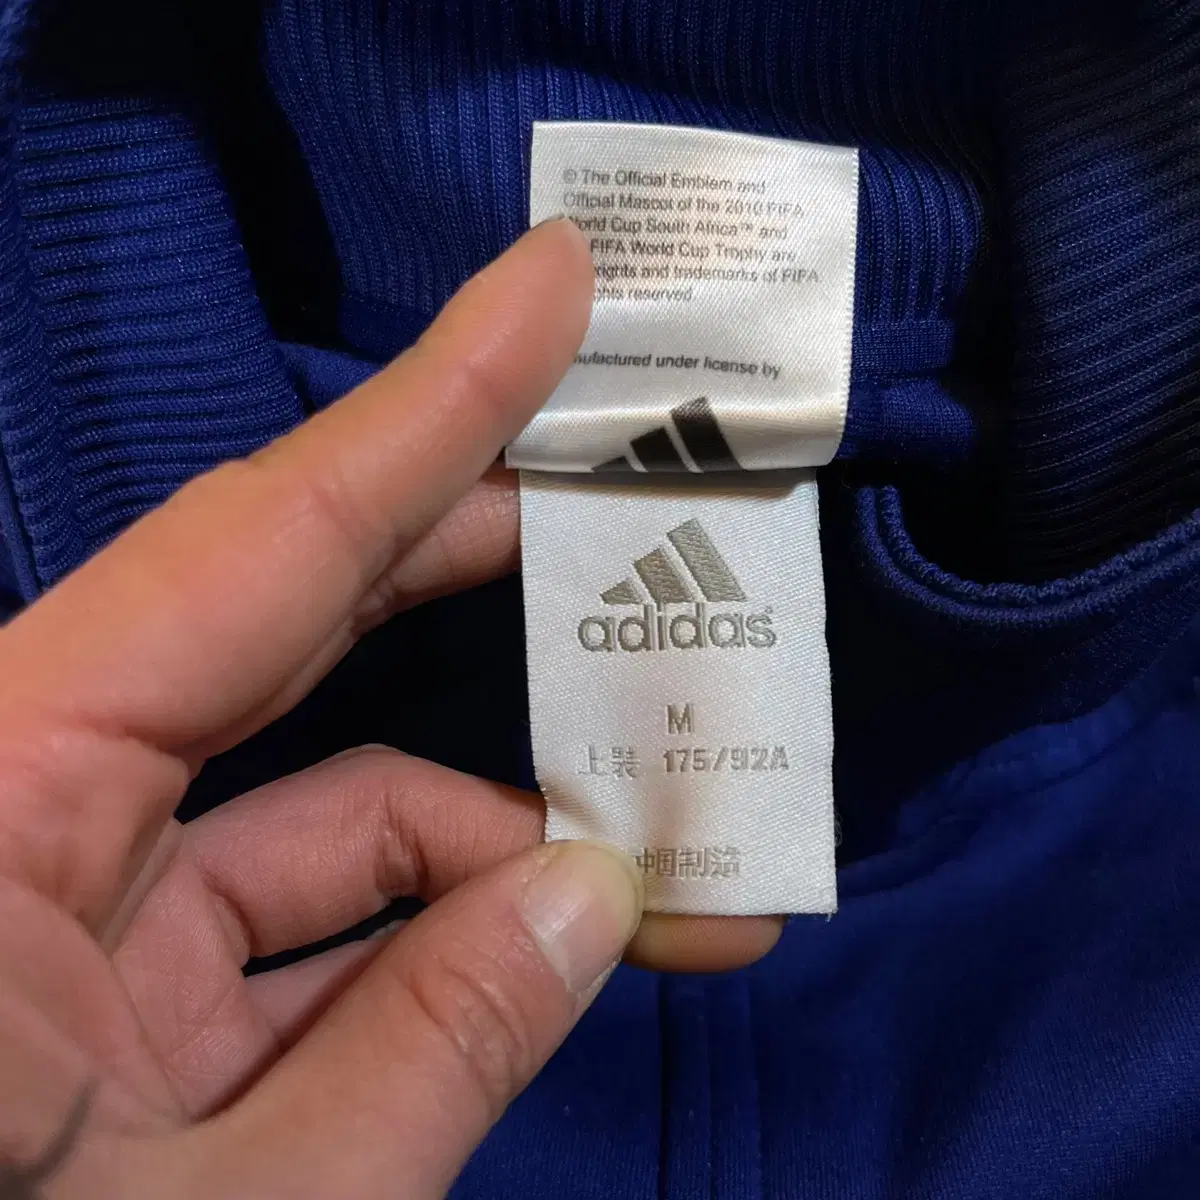 © The Official Emblem and
Official Mascot of the 2010 FIFA
World Cup South Africa™ and
FIFA World Cup Trophy are
rights and trademarks of FIFA
reserved
under license by
adidas
M
上装 175/92A
中国制造